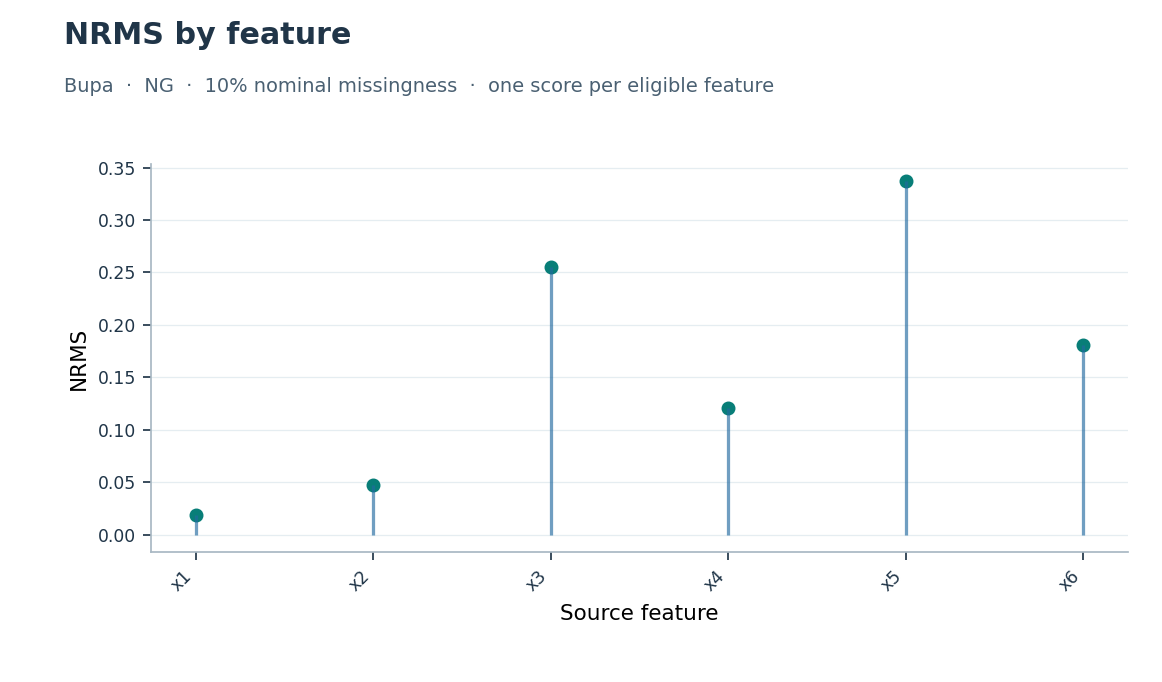 NRMS by feature
Bupa · NG · 10% nominal missingness · one score per eligible feature
0.35
0.30
0.25
0.20
0.15
0.10
0.05
0.00
NRMS
x1
x2
x3
x4
x5
x6
Source feature